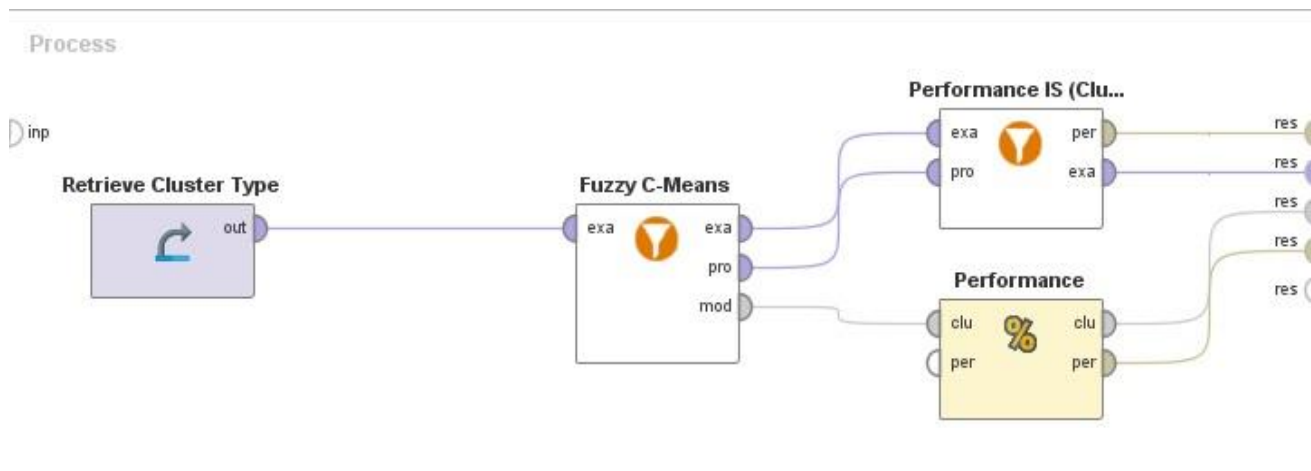 Process
inp
Retrieve Cluster Type
out
Fuzzy C-Means
exa
exa
pro
mod
Performance IS (Clu...
exa
per
pro
exa
Performance
clu
%
clu
per
per
res
res
res
res
res